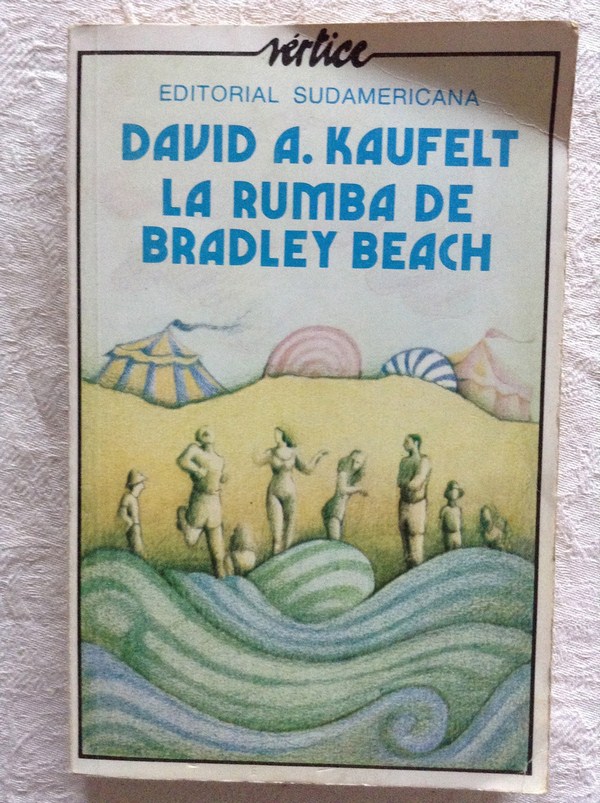 vértice
EDITORIAL SUDAMERICANA
DAVID A. KAUFELT
LA RUMBA DE
BRADLEY BEACH